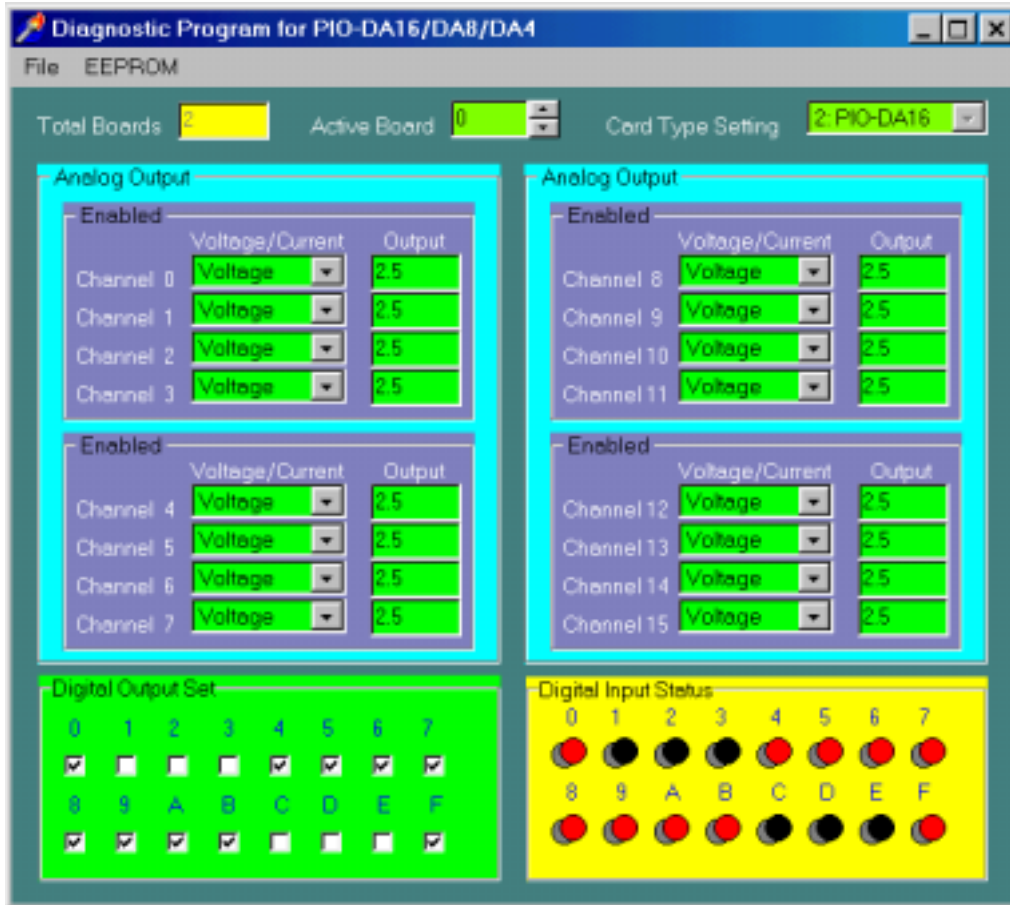 Diagnostic Program for PIO-DA16/DA8/DA4
File EEPROM
Total Boards 2 Active Board 0 Card Type Setting 2: PIO-DA16
Analog Output
Enabled
Voltage/Current Output
Channel 0 Voltage 2.5
Channel 1 Voltage 2.5
Channel 2 Voltage 2.5
Channel 3 Voltage 2.5
Enabled
Voltage/Current Output
Channel 4 Voltage 2.5
Channel 5 Voltage 2.5
Channel 6 Voltage 2.5
Channel 7 Voltage 2.5
Analog Output
Enabled
Voltage/Current Output
Channel 8 Voltage 2.5
Channel 9 Voltage 2.5
Channel 10 Voltage 2.5
Channel 11 Voltage 2.5
Enabled
Voltage/Current Output
Channel 12 Voltage 2.5
Channel 13 Voltage 2.5
Channel 14 Voltage 2.5
Channel 15 Voltage 2.5
Digital Output Set
0 1 2 3 4 5 6 7
8 9 A B C D E F
Digital Input Status
0 1 2 3 4 5 6 7
8 9 A B C D E F